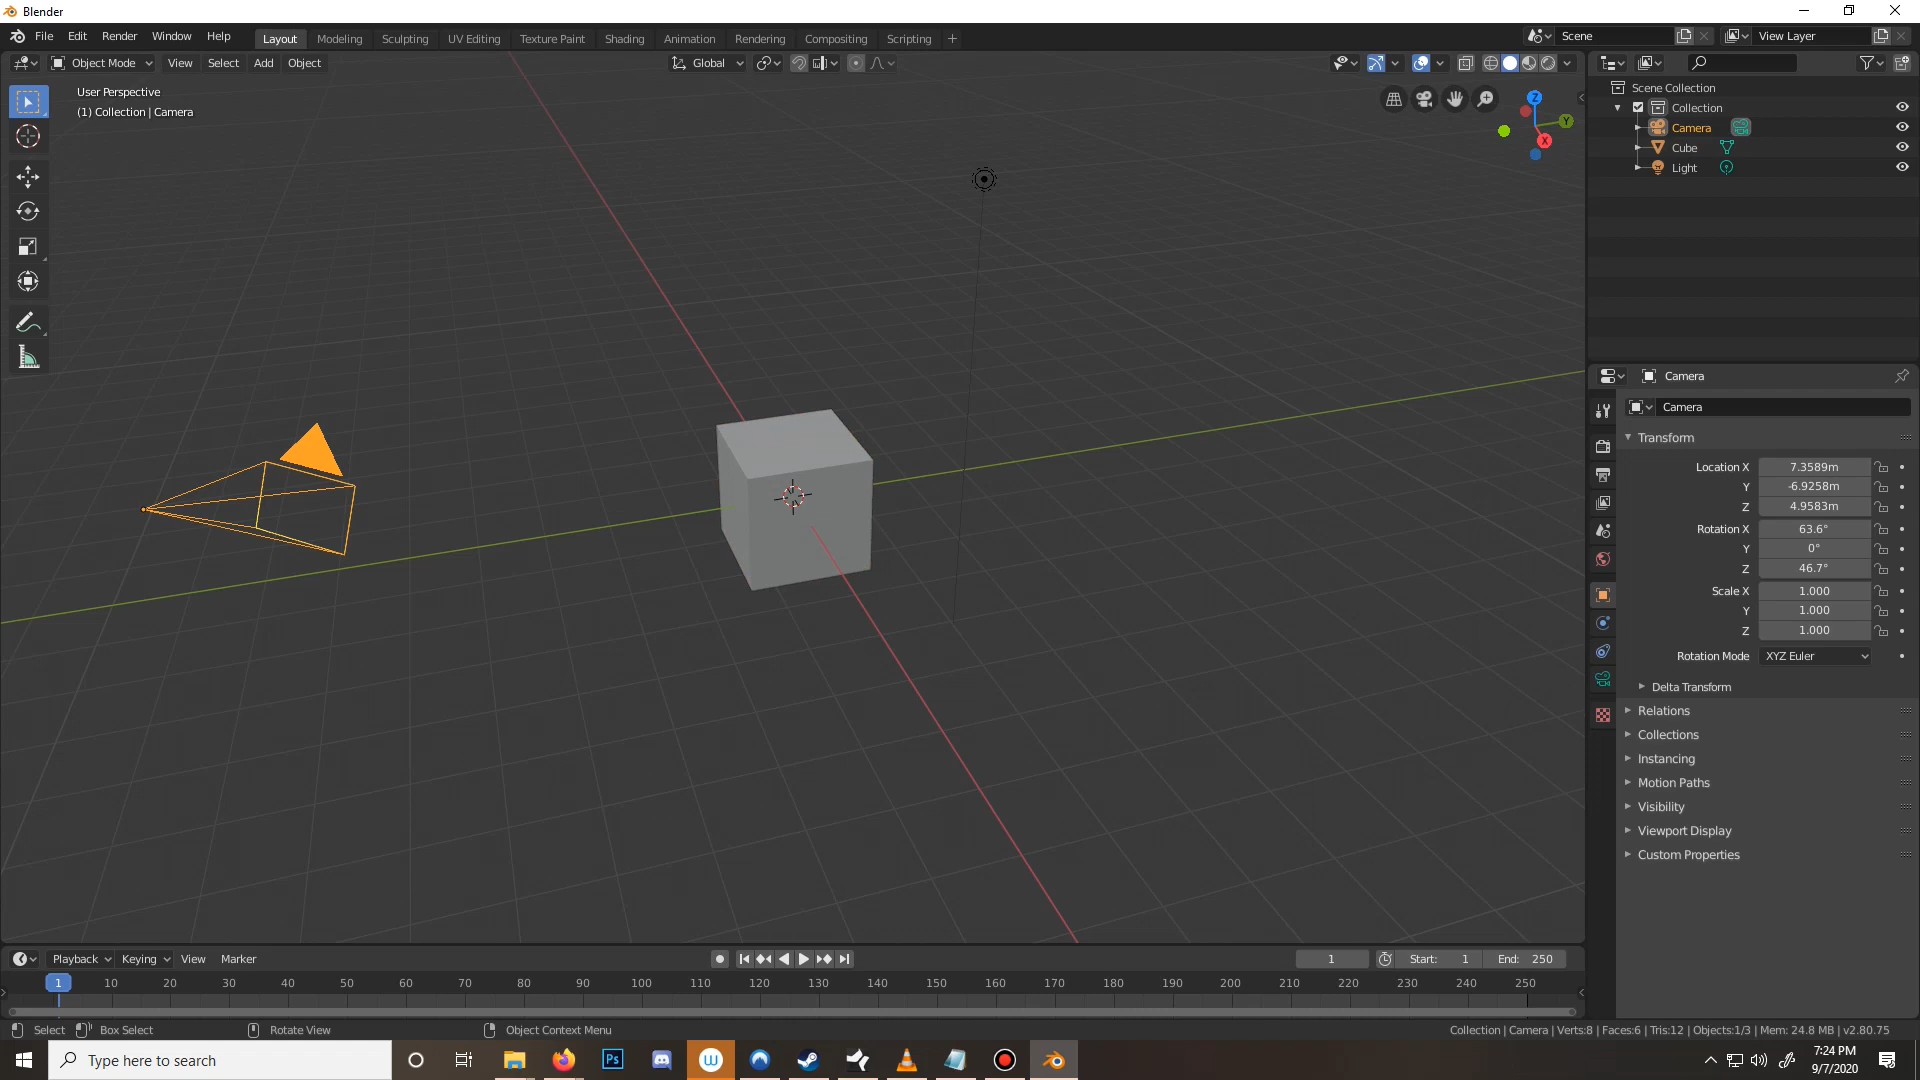 Blender
File Edit Render Window Help
Layout Modeling Sculpting UV Editing Texture Paint Shading Animation Rendering Compositing Scripting +
Scene
View Layer
Object Mode View Select Add Object
Global
User Perspective
(1) Collection | Camera
Z
Y
X
Scene Collection
Collection
Camera
Cube
Light
Camera
Camera
Transform
Location X 7.3589m
Y -6.9258m
Z 4.9583m
Rotation X 63.6°
Y 0°
Z 46.7°
Scale X 1.000
Y 1.000
Z 1.000
Rotation Mode XYZ Euler
Delta Transform
Relations
Collections
Instancing
Motion Paths
Visibility
Viewport Display
Custom Properties
Playback Keying View Marker
1
Start: 1
End: 250
1 10 20 30 40 50 60 70 80 90 100 110 120 130 140 150 160 170 180 190 200 210 220 230 240 250
Select Box Select Rotate View Object Context Menu
Collection | Camera | Verts:8 | Faces:6 | Tris:12 | Objects:1/3 | Mem: 24.8 MB | v2.80.75
Type here to search
Ps
W
7:24 PM
9/7/2020